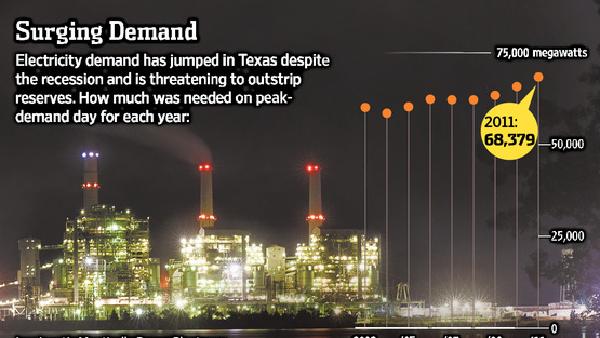 Surging Demand
Electricity demand has jumped in Texas despite
the recession and is threatening to outstrip
reserves. How much was needed on peak-
demand day for each year:
75,000 megawatts
2011:
68,379
50,000
25,000
0